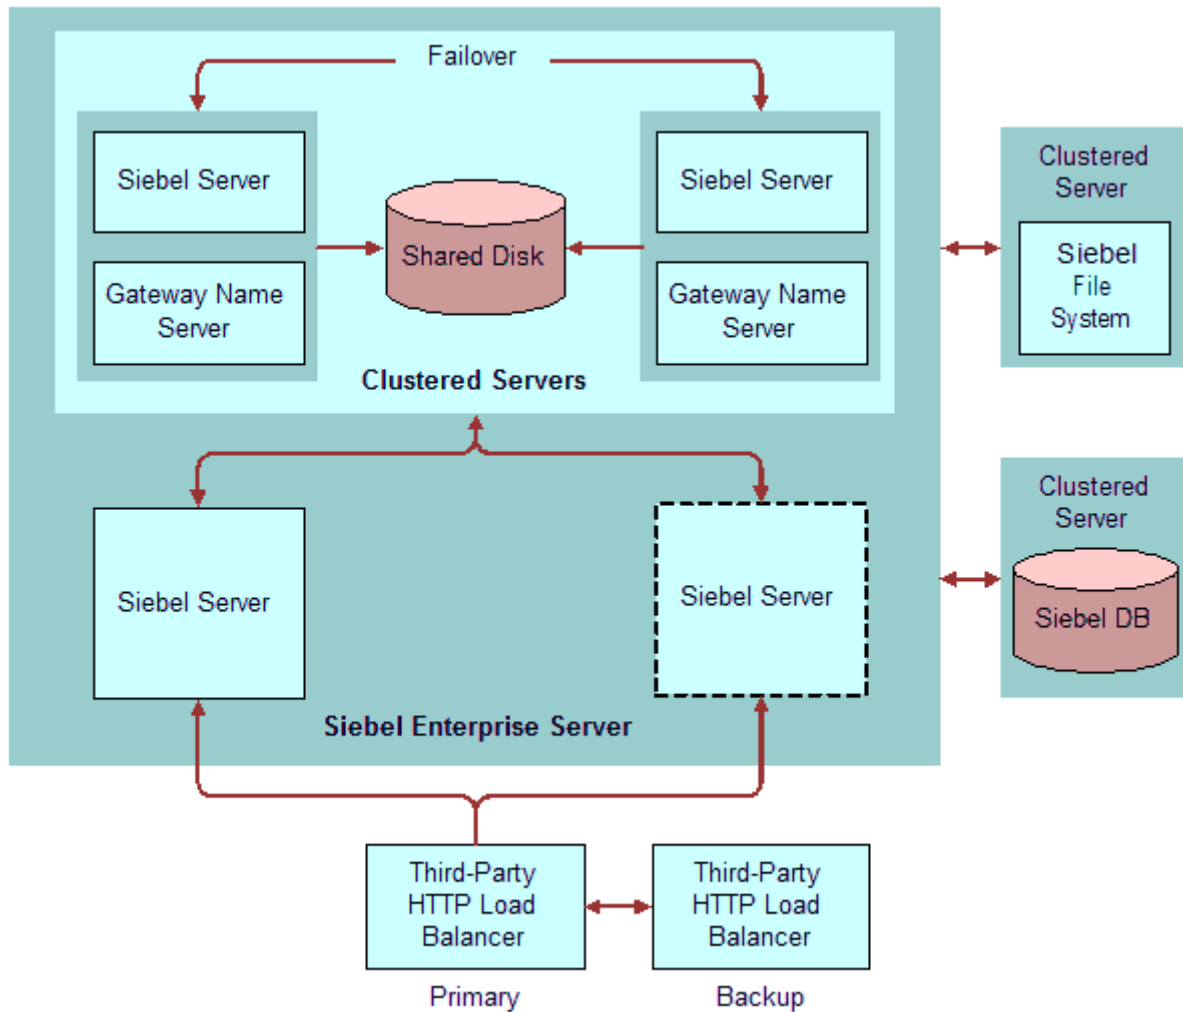 Failover
Siebel Server
Gateway Name
Server
Shared Disk
Siebel Server
Gateway Name
Server
Clustered Servers
Clustered
Server
Siebel
File
System
Siebel Server
Siebel Server
Siebel Enterprise Server
Clustered
Server
Siebel DB
Third-Party
HTTP Load
Balancer
Primary
Third-Party
HTTP Load
Balancer
Backup